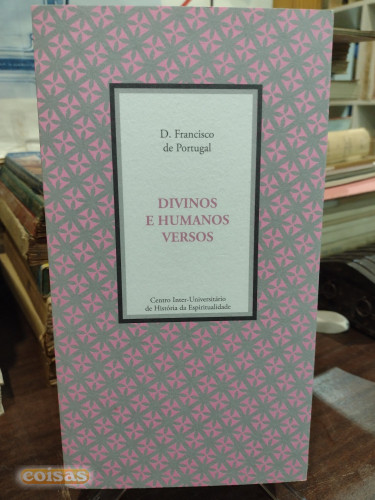 D. Francisco
de Portugal
DIVINOS
E HUMANOS
VERSOS
Centro Inter-Universitário
de História da Espiritualidade
coisas